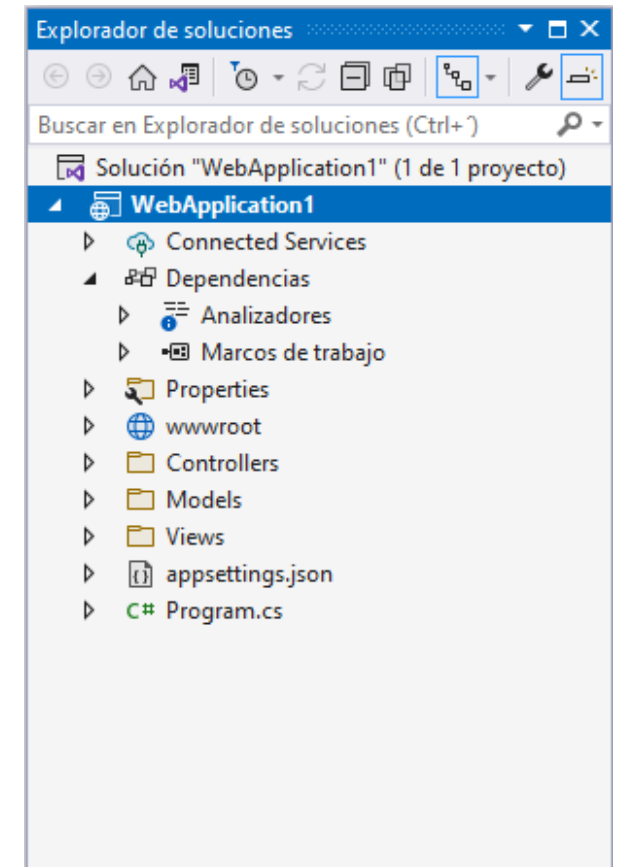 Explorador de soluciones
Buscar en Explorador de soluciones (Ctrl+´)
Solución "WebApplication1" (1 de 1 proyecto)
WebApplication1
Connected Services
Dependencias
Analizadores
Marcos de trabajo
Properties
wwwroot
Controllers
Models
Views
appsettings.json
C# Program.cs